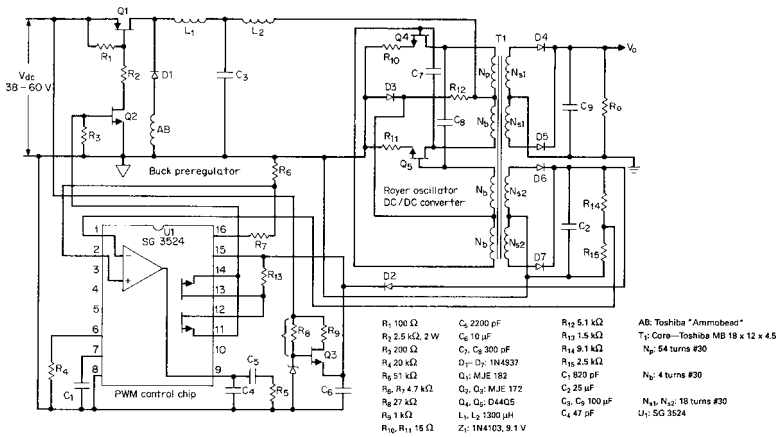 Q1
L1
L2
R1
R2
Vdc
38 – 60 V
D1
C3
Q2
R3
AB
Buck preregulator
R6
Q4
R10
C7
D3
R12
C8
R11
Q5
Royer oscillator
DC/DC converter
T1
Np
Nb
Nb
Nb
Ns1
Ns1
Ns2
Ns2
D4
Vo
C9
Ro
D5
D6
R14
C2
R15
D7
D2
U1
SG 3524
1
2
3
4
5
6
7
8
16
15
14
13
12
11
10
9
R7
R13
R8
R9
Q3
R4
C1
C5
C4
R5
C6
PWM control chip
R1 100 Ω
R2 2.5 kΩ, 2 W
R3 200 Ω
R4 20 kΩ
R5 51 kΩ
R6, R7 4.7 kΩ
R8 27 kΩ
R9 1 kΩ
R10, R11 15 Ω
C5 2200 pF
C6 10 μF
C7, C8 300 pF
D1– D7: 1N4937
Q1: MJE 182
Q2, Q3: MJE 172
Q4, Q5: D44Q5
L1, L2 1300 μH
Z1: 1N4103, 9.1 V
R12 5.1 kΩ
R13 1.5 kΩ
R14 9.1 kΩ
R15 2.5 kΩ
C1 820 pF
C2 25 μF
C3, C9 100 μF
C4 47 pF
AB: Toshiba "Ammobead"
T1: Core—Toshiba MB 18 x 12 x 4.5
Np: 54 turns #30
Nb: 4 turns #30
Ns1, Ns2: 18 turns #30
U1: SG 3524